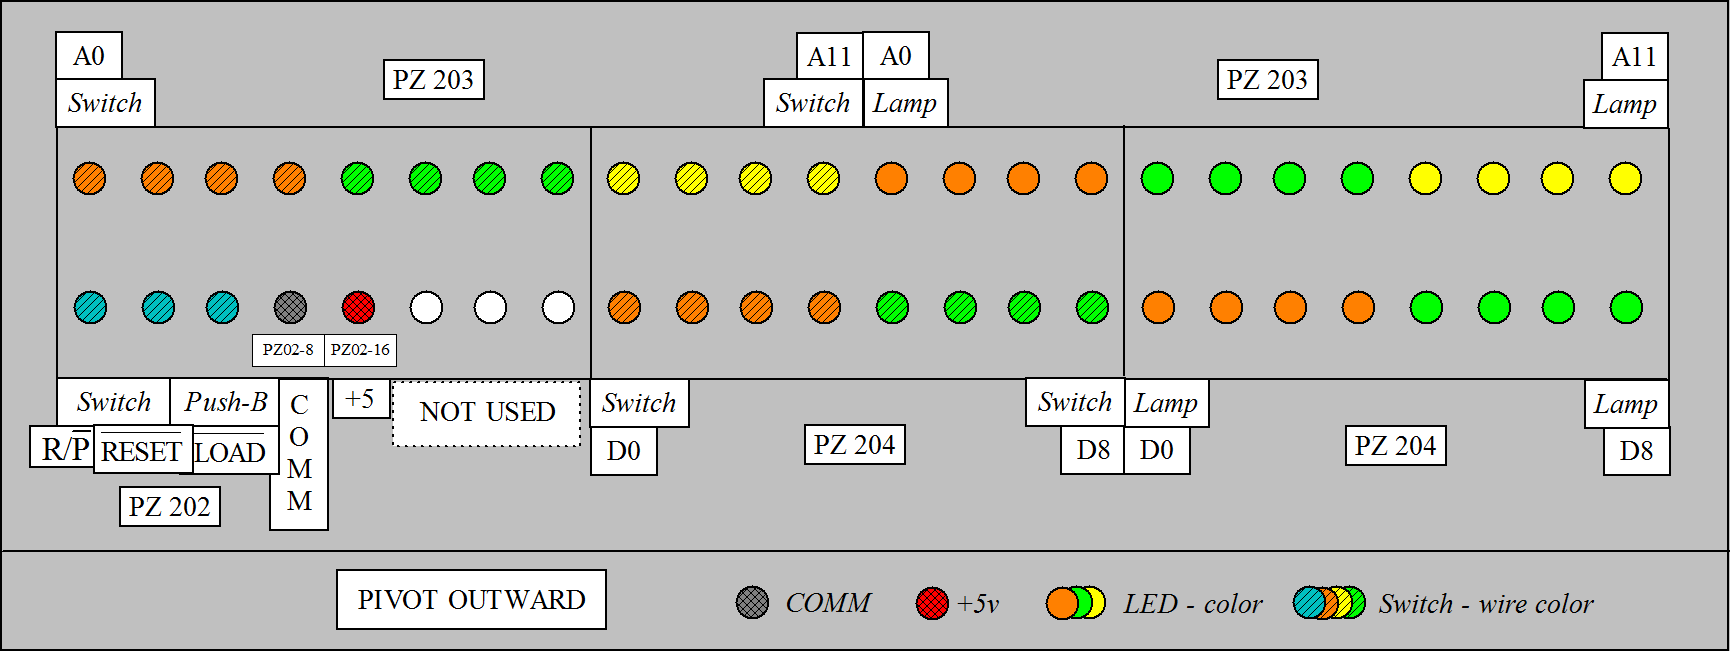 A0
A11
A0
A11
PZ 203
PZ 203
Switch
Switch
Lamp
Lamp
PZ02-8
PZ02-16
Switch
Push-B
COMM
+5
NOT USED
Switch
Switch
Lamp
Lamp
R/P
RESET
LOAD
D0
PZ 204
D8
D0
PZ 204
D8
PZ 202
PIVOT OUTWARD
COMM
+5v
LED - color
Switch - wire color